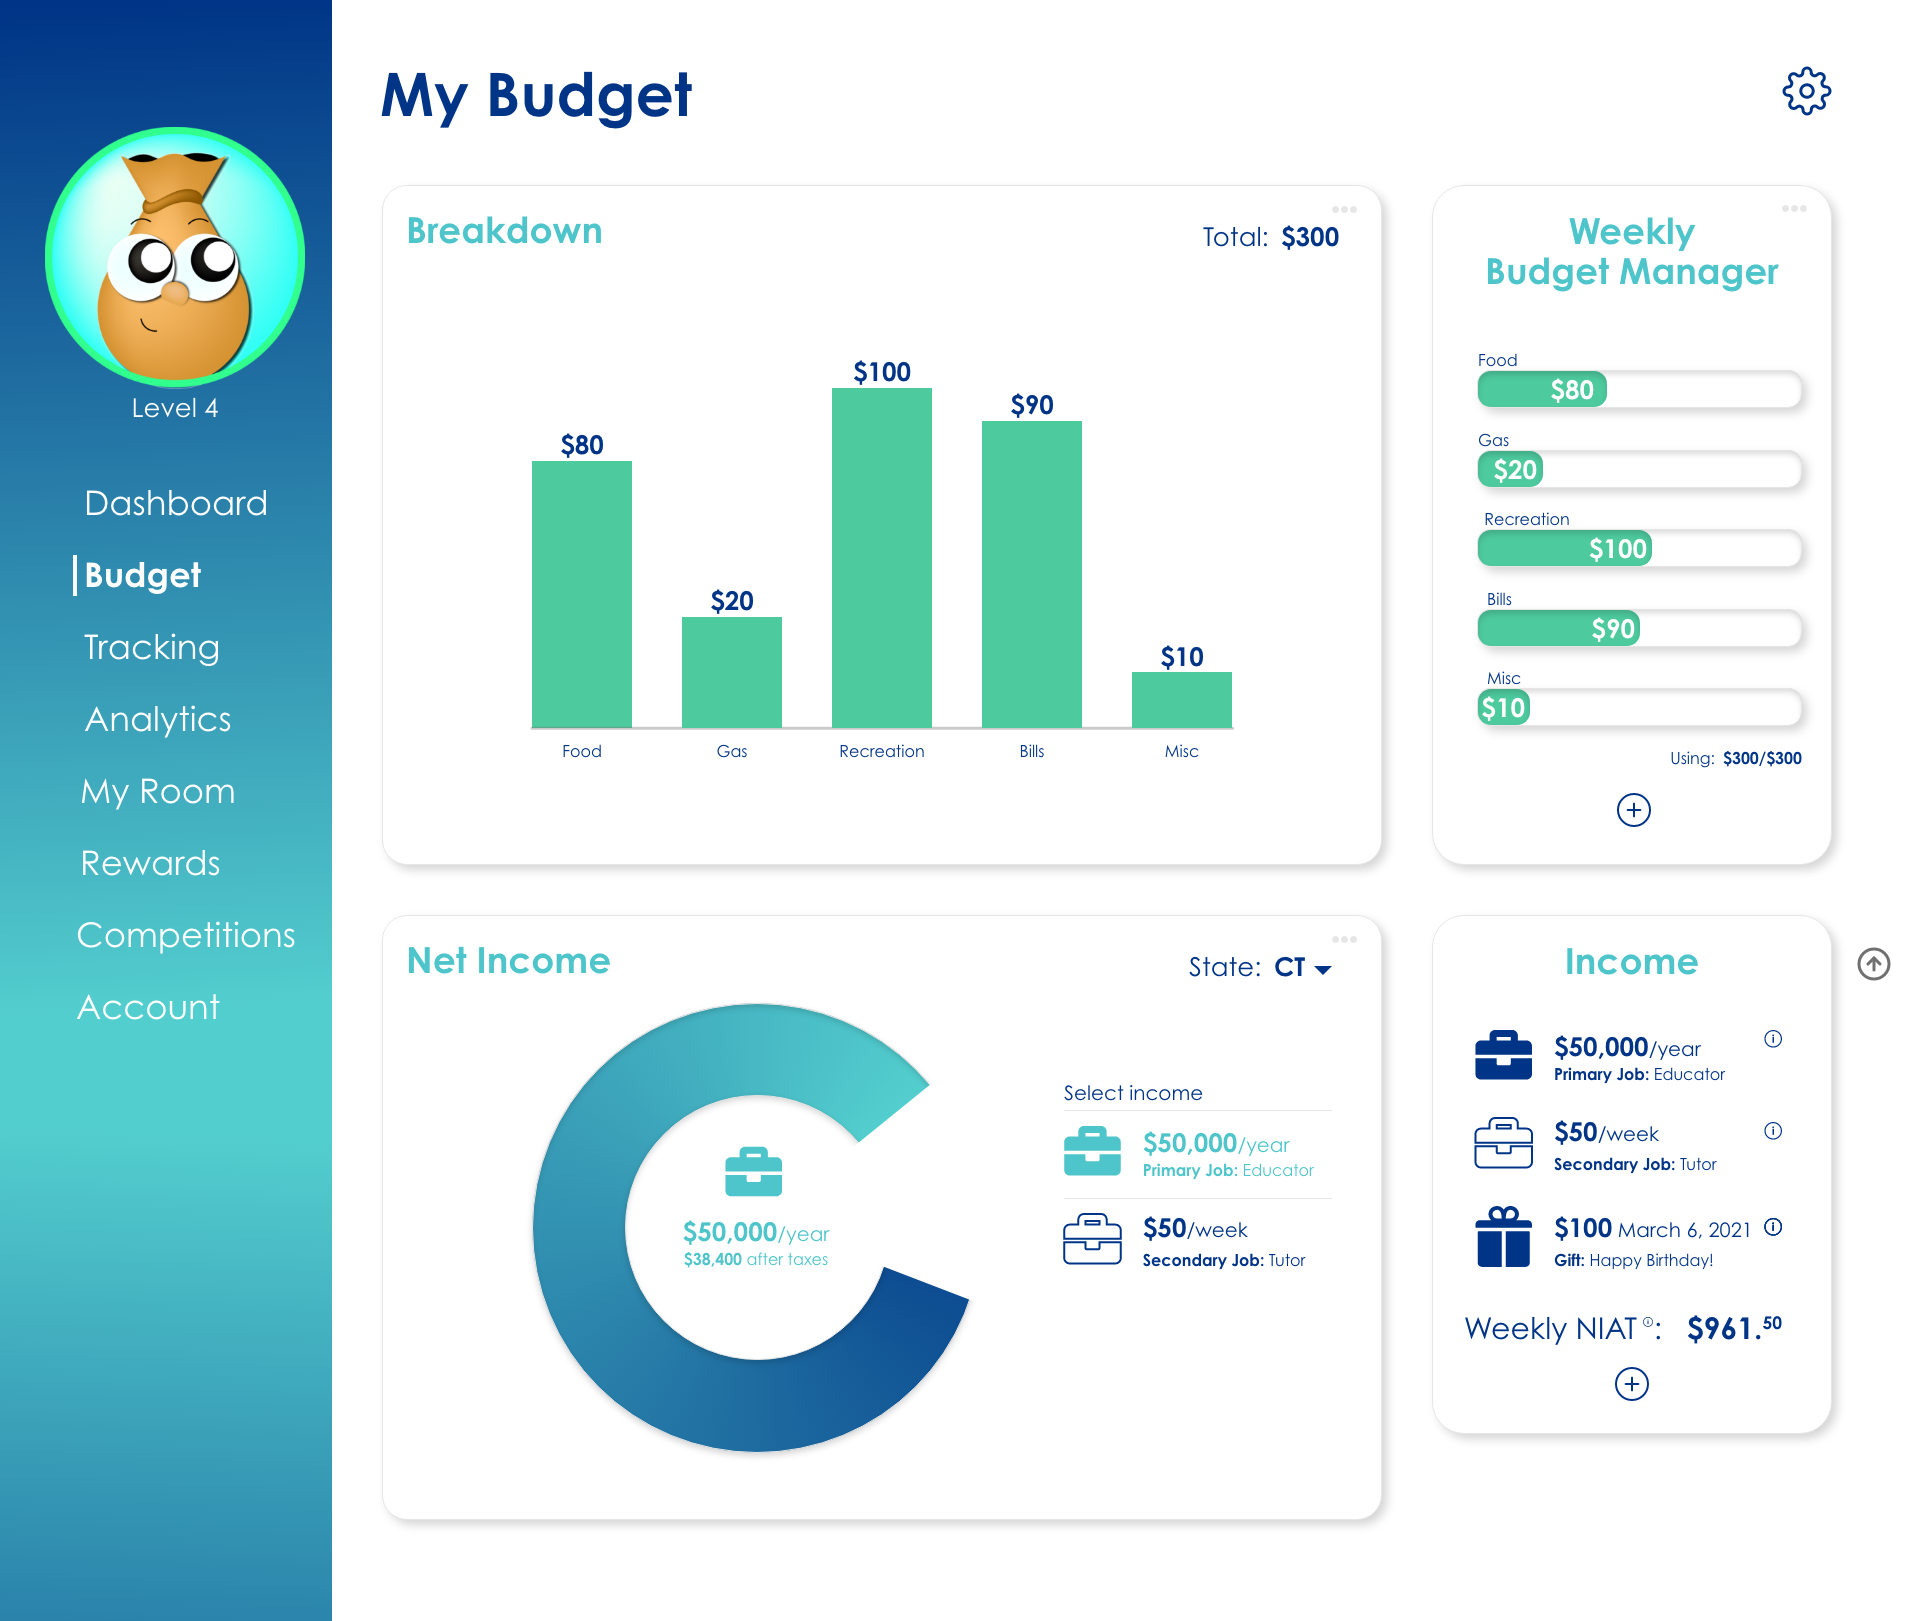 My Budget
Level 4
Dashboard
Budget
Tracking
Analytics
My Room
Rewards
Competitions
Account
Breakdown
Total: $300
$80
$20
$100
$90
$10
Food
Gas
Recreation
Bills
Misc
Weekly
Budget Manager
Food
$80
Gas
$20
Recreation
$100
Bills
$90
Misc
$10
Using: $300/$300
Net Income
State: CT
$50,000/year
$38,400 after taxes
Select income
$50,000/year
Primary Job: Educator
$50/week
Secondary Job: Tutor
Income
$50,000/year
Primary Job: Educator
$50/week
Secondary Job: Tutor
$100 March 6, 2021
Gift: Happy Birthday!
Weekly NIAT: $961.50